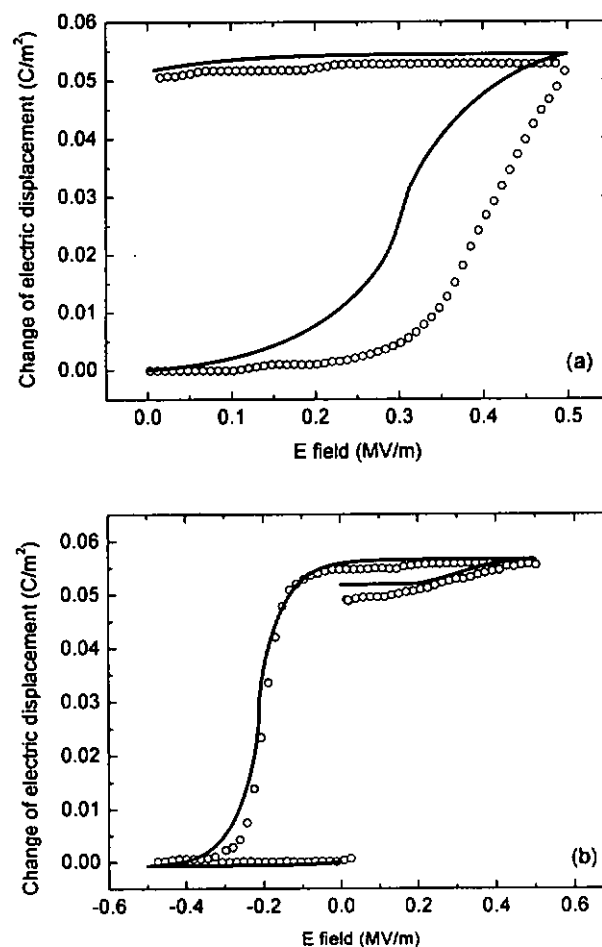 0.06
0.05
0.04
0.03
0.02
0.01
0.00
Change of electric displacement (C/m²)
(a)
0.0 0.1 0.2 0.3 0.4 0.5
E field (MV/m)
0.06
0.05
0.04
0.03
0.02
0.01
0.00
Change of electric displacement (C/m²)
(b)
-0.6 -0.4 -0.2 0.0 0.2 0.4 0.6
E field (MV/m)